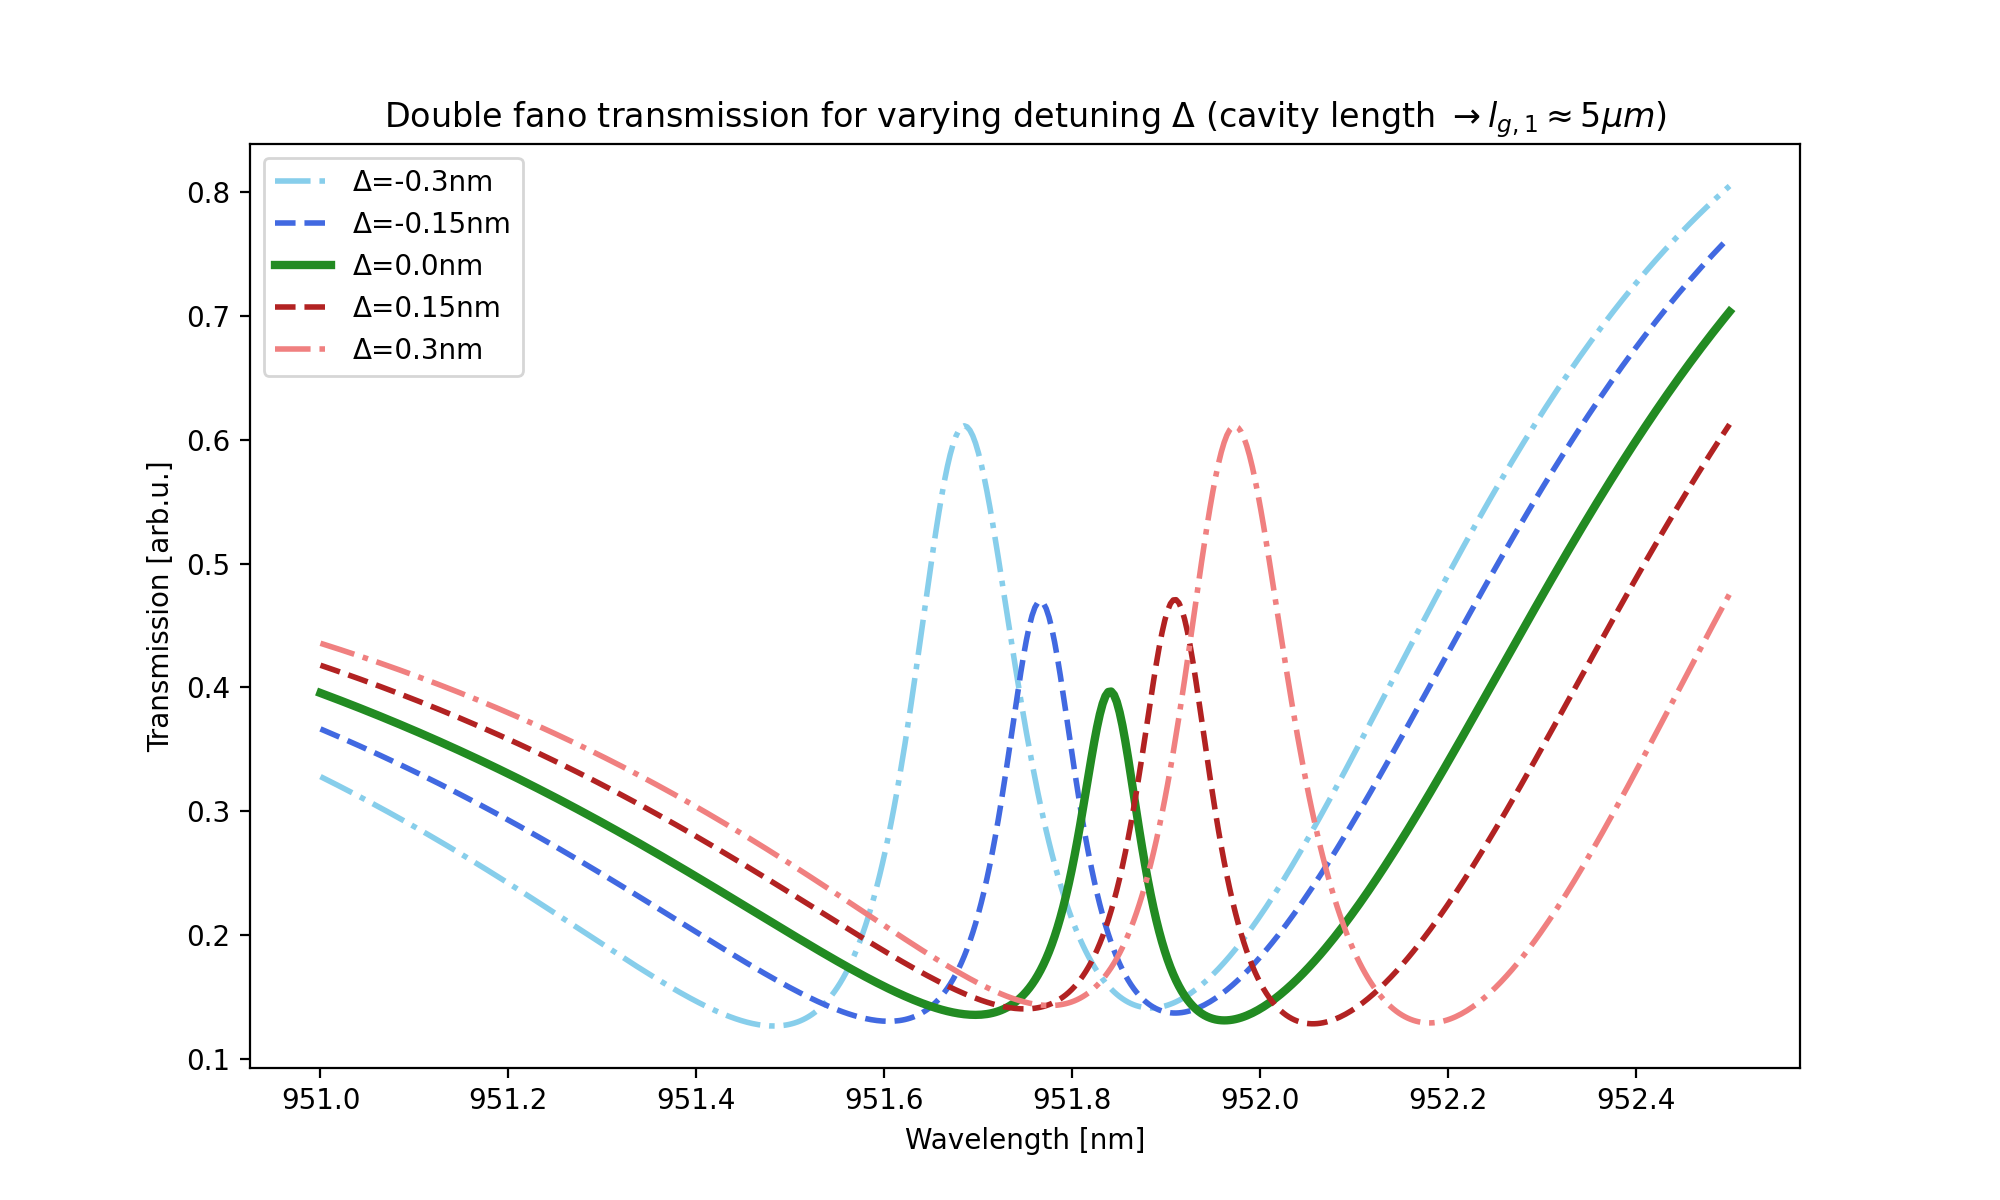 Double fano transmission for varying detuning Δ (cavity length → l_{g,1} ≈ 5μm)
Δ=-0.3nm
Δ=-0.15nm
Δ=0.0nm
Δ=0.15nm
Δ=0.3nm
Transmission [arb.u.]
0.8
0.7
0.6
0.5
0.4
0.3
0.2
0.1
951.0 951.2 951.4 951.6 951.8 952.0 952.2 952.4
Wavelength [nm]